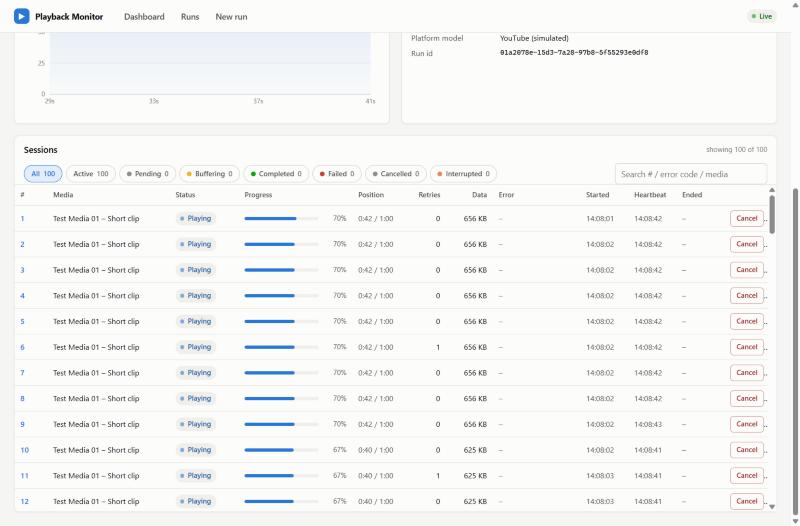 Playback Monitor Dashboard Runs New run Live
25
0
29s 33s 37s 41s
Platform model YouTube (simulated)
Run id 01a2078e-15d3-7a28-97b8-5f55293e0df8
Sessions showing 100 of 100
All 100 Active 100 Pending 0 Buffering 0 Completed 0 Failed 0 Cancelled 0 Interrupted 0 Search # / error code / media
# Media Status Progress Position Retries Data Error Started Heartbeat Ended
1 Test Media 01 – Short clip Playing 70% 0:42 / 1:00 0 656 KB – 14:08:01 14:08:42 – Cancel ..
2 Test Media 01 – Short clip Playing 70% 0:42 / 1:00 0 656 KB – 14:08:02 14:08:42 – Cancel ..
3 Test Media 01 – Short clip Playing 70% 0:42 / 1:00 0 656 KB – 14:08:02 14:08:42 – Cancel ..
4 Test Media 01 – Short clip Playing 70% 0:42 / 1:00 0 656 KB – 14:08:02 14:08:42 – Cancel ..
5 Test Media 01 – Short clip Playing 70% 0:42 / 1:00 0 656 KB – 14:08:02 14:08:42 – Cancel ..
6 Test Media 01 – Short clip Playing 70% 0:42 / 1:00 1 656 KB – 14:08:02 14:08:42 – Cancel ..
7 Test Media 01 – Short clip Playing 70% 0:42 / 1:00 0 656 KB – 14:08:02 14:08:42 – Cancel ..
8 Test Media 01 – Short clip Playing 70% 0:42 / 1:00 0 656 KB – 14:08:02 14:08:42 – Cancel ..
9 Test Media 01 – Short clip Playing 70% 0:42 / 1:00 0 656 KB – 14:08:02 14:08:43 – Cancel ..
10 Test Media 01 – Short clip Playing 67% 0:40 / 1:00 0 625 KB – 14:08:02 14:08:41 – Cancel ..
11 Test Media 01 – Short clip Playing 67% 0:40 / 1:00 1 625 KB – 14:08:03 14:08:41 – Cancel ..
12 Test Media 01 – Short clip Playing 67% 0:40 / 1:00 0 625 KB – 14:08:03 14:08:41 – Cancel ..